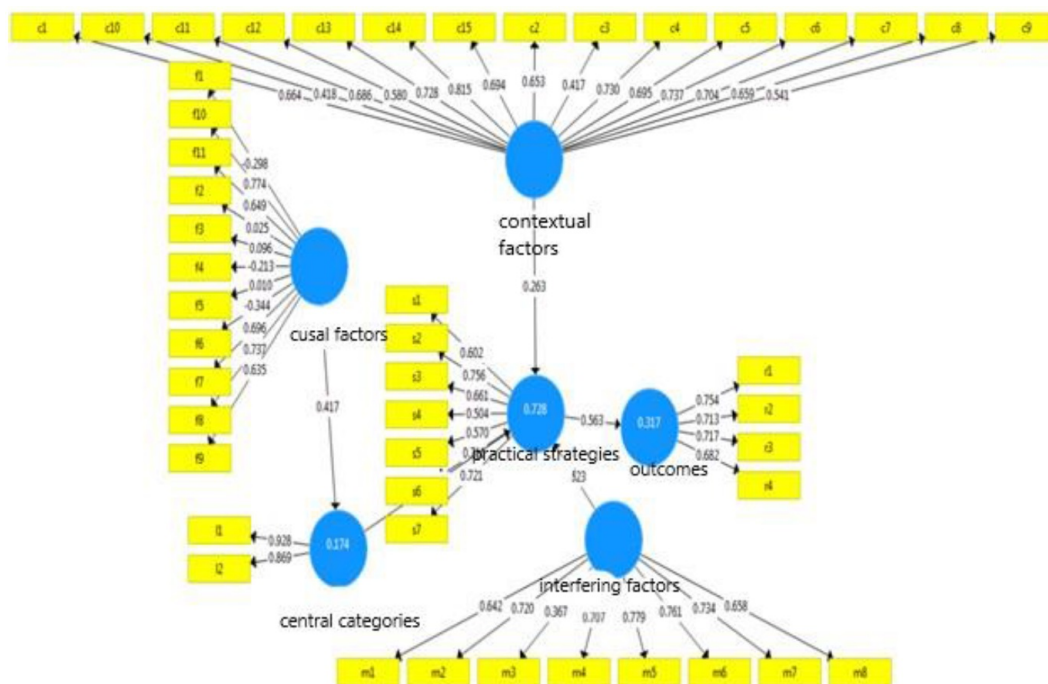 c1 c10 c11 c12 c13 c14 c15 c2 c3 c4 c5 c6 c7 c8 c9
0.664 0.418 0.686 0.580 0.728 0.815 0.694 0.653 0.417 0.730 0.695 0.737 0.704 0.659 0.541
f1
f10
f11
f2
f3
f4
f5
f6
f7
f8
f9
-0.298
0.774
0.649
0.025
0.096
-0.213
0.010
-0.344
0.696
0.737
0.635
contextual
factors
0.263
cusal factors
0.417
s1
s2
s3
s4
s5
s6
s7
0.602
0.756
0.661
0.504
0.570
0.721
0.728
practical strategies
0.563
0.317
outcomes
0.754
0.713
0.717
0.682
r1
r2
r3
r4
l1
l2
0.928
0.869
0.174
central categories
interfering factors
0.642 0.720 0.367 0.707 0.779 0.761 0.734 0.658
m1 m2 m3 m4 m5 m6 m7 m8